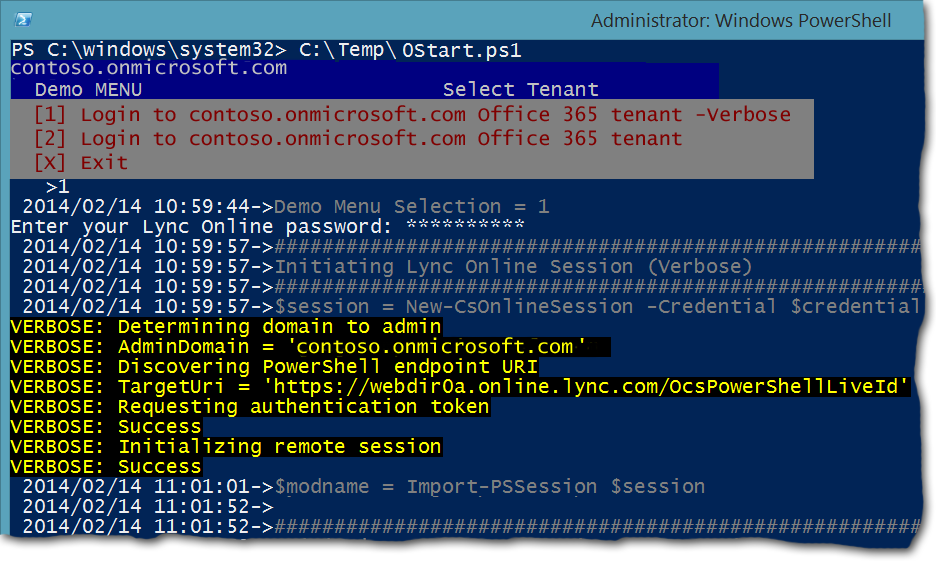 Administrator: Windows PowerShell
PS C:\windows\system32> C:\Temp\OStart.ps1
contoso.onmicrosoft.com
Demo MENU Select Tenant
[1] Login to contoso.onmicrosoft.com Office 365 tenant -Verbose
[2] Login to contoso.onmicrosoft.com Office 365 tenant
[X] Exit
>1
2014/02/14 10:59:44->Demo Menu Selection = 1
Enter your Lync Online password: **********
2014/02/14 10:59:57->######################################################
2014/02/14 10:59:57->Initiating Lync Online Session (Verbose)
2014/02/14 10:59:57->######################################################
2014/02/14 10:59:57->$session = New-CsOnlineSession -Credential $credential
VERBOSE: Determining domain to admin
VERBOSE: AdminDomain = 'contoso.onmicrosoft.com'
VERBOSE: Discovering PowerShell endpoint URI
VERBOSE: TargetUri = 'https://webdir0a.online.lync.com/OcsPowerShellLiveId'
VERBOSE: Requesting authentication token
VERBOSE: Success
VERBOSE: Initializing remote session
VERBOSE: Success
2014/02/14 11:01:01->$modname = Import-PSSession $session
2014/02/14 11:01:52->
2014/02/14 11:01:52->######################################################